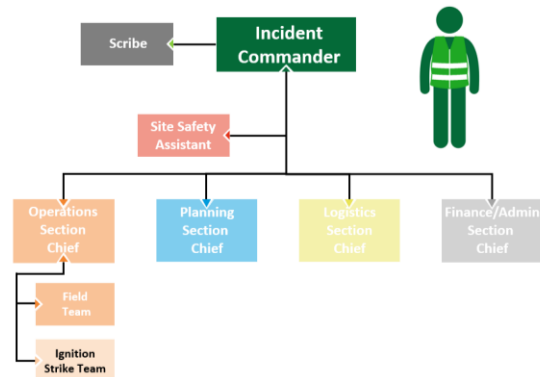 Scribe
Incident
Commander
Site Safety
Assistant
Operations
Section
Chief
Planning
Section
Chief
Logistics
Section
Chief
Finance/Admin
Section
Chief
Field
Team
Ignition
Strike Team